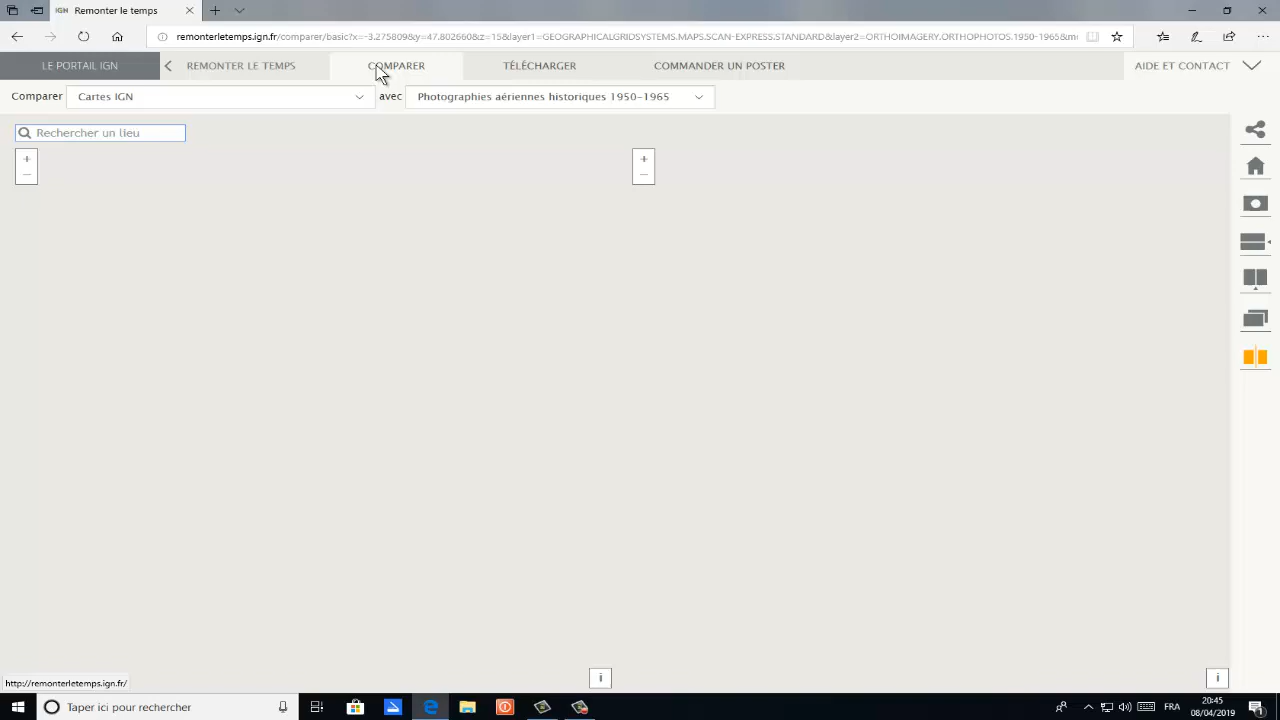 IGH Remonter le temps
remonterletemps.ign.fr/comparer/basic?x=-3.275809&y=47.802660&z=15&layer1=GEOGRAPHICALGRIDSYSTEMS.MAPS.SCAN-EXPRESS.STANDARD&layer2=ORTHOIMAGERY.ORTHOPHOTOS.1950-1965&m
LE PORTAIL IGN
REMONTER LE TEMPS
COMPARER
TÉLÉCHARGER
COMMANDER UN POSTER
AIDE ET CONTACT
Comparer
Cartes IGN
avec
Photographies aériennes historiques 1950-1965
Rechercher un lieu
+
−
+
−
i
i
http://remonterletemps.ign.fr/
Taper ici pour rechercher
FRA
20:45
08/04/2019
1